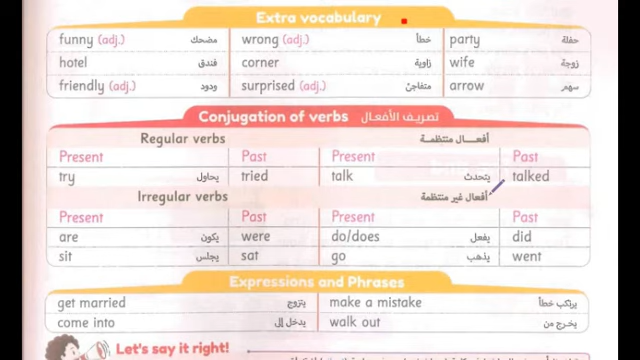 Extra vocabulary
funny (adj.) مضحك wrong (adj.) خطأ party حفلة
hotel فندق corner زاوية wife زوجة
friendly (adj.) ودود surprised (adj.) متفاجئ arrow سهم
Conjugation of verbs تصريف الأفعال
Regular verbs أفعال منتظمة
Present Past Present Past
try يحاول tried talk يتحدث talked
Irregular verbs أفعال غير منتظمة
Present Past Present Past
are يكون were do/does يفعل did
sit يجلس sat go يذهب went
Expressions and Phrases
get married يتزوج make a mistake يرتكب خطأ
come into يدخل إلى walk out يخرج من
Let's say it right!